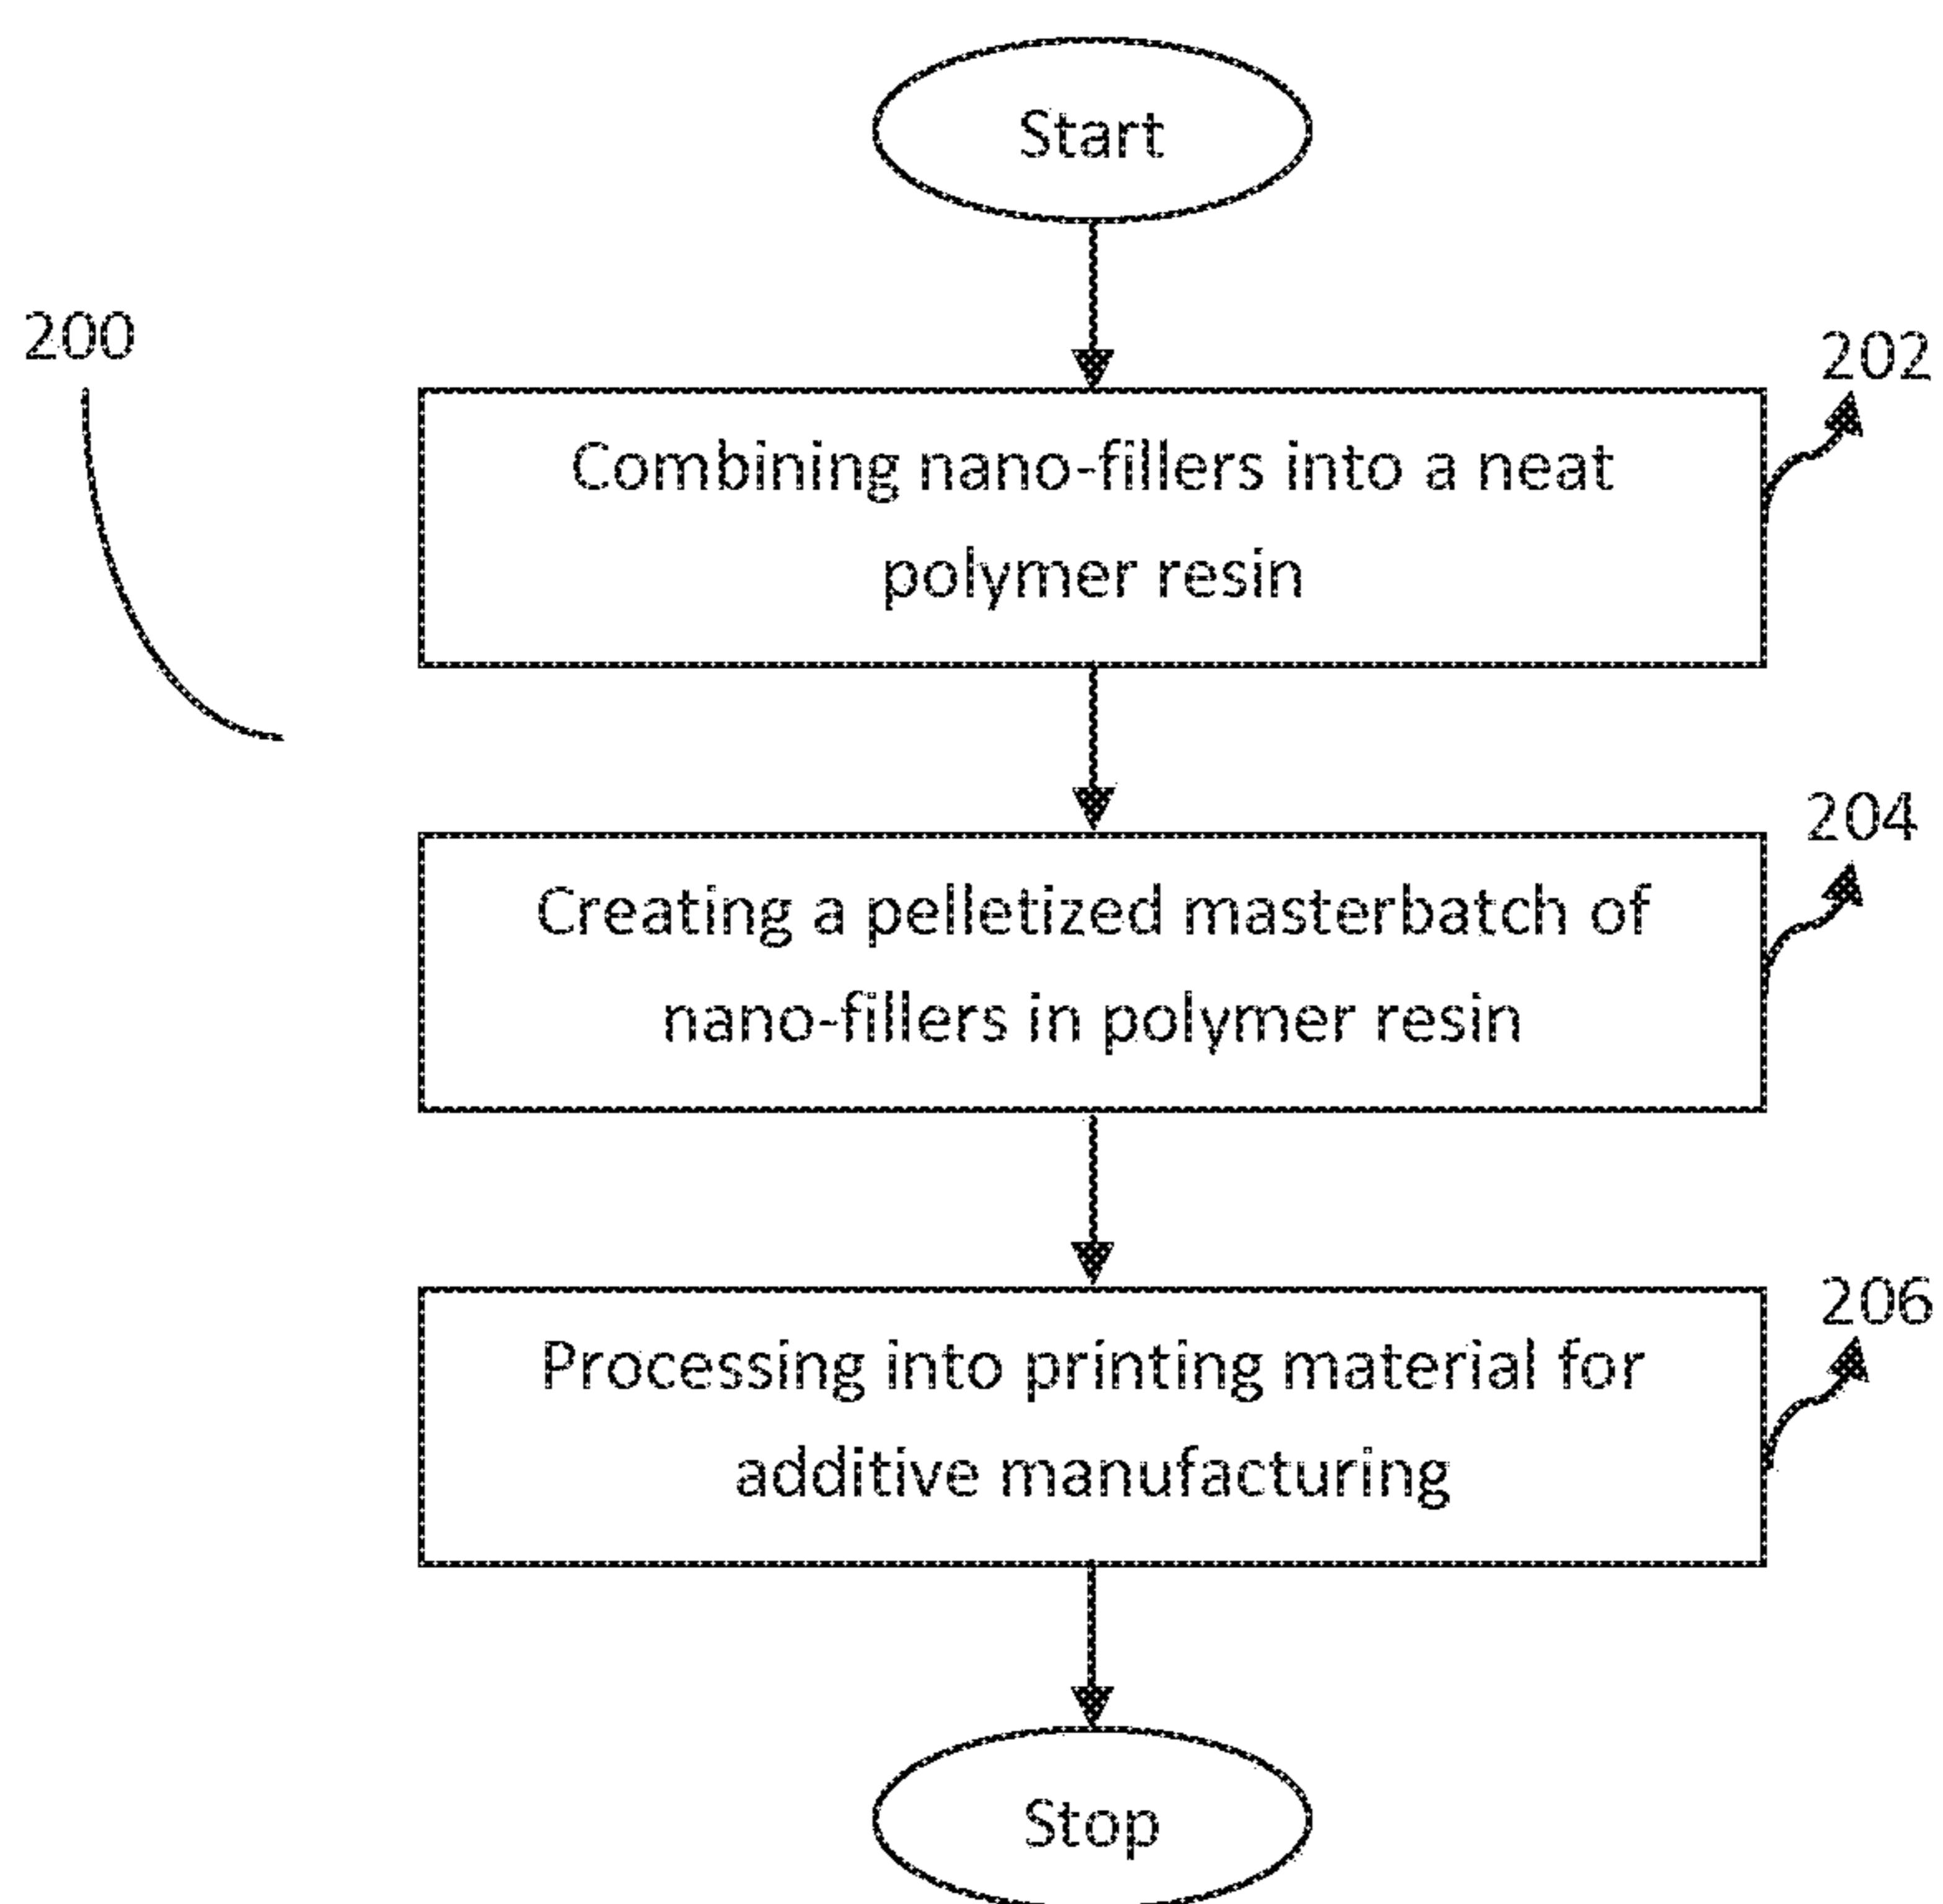 Start
200
202
Combining nano-fillers into a neat
polymer resin
204
Creating a pelletized masterbatch of
nano-fillers in polymer resin
206
Processing into printing material for
additive manufacturing
Stop